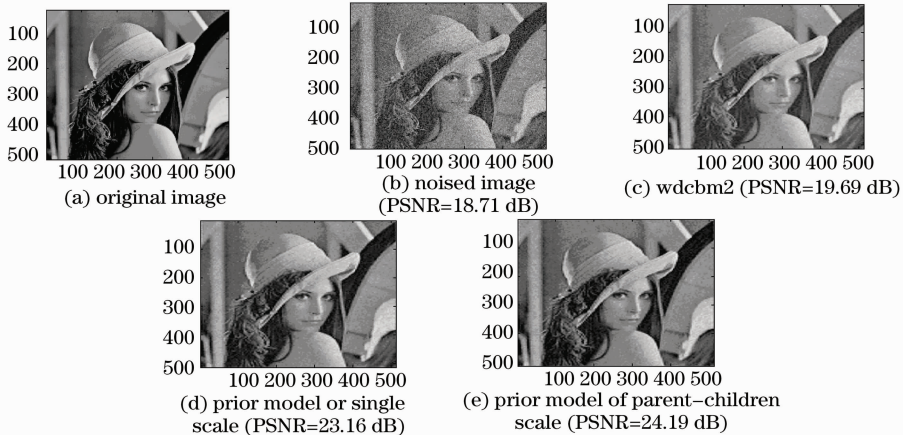 100
200
300
400
500
100 200 300 400 500
(a) original image
100
200
300
400
500
100 200 300 400 500
(b) noised image
(PSNR=18.71 dB)
100
200
300
400
500
100 200 300 400 500
(c) wdcbm2 (PSNR=19.69 dB)
100
200
300
400
500
100 200 300 400 500
(d) prior model or single
scale (PSNR=23.16 dB)
100
200
300
400
500
100 200 300 400 500
(e) prior model of parent–children
scale (PSNR=24.19 dB)